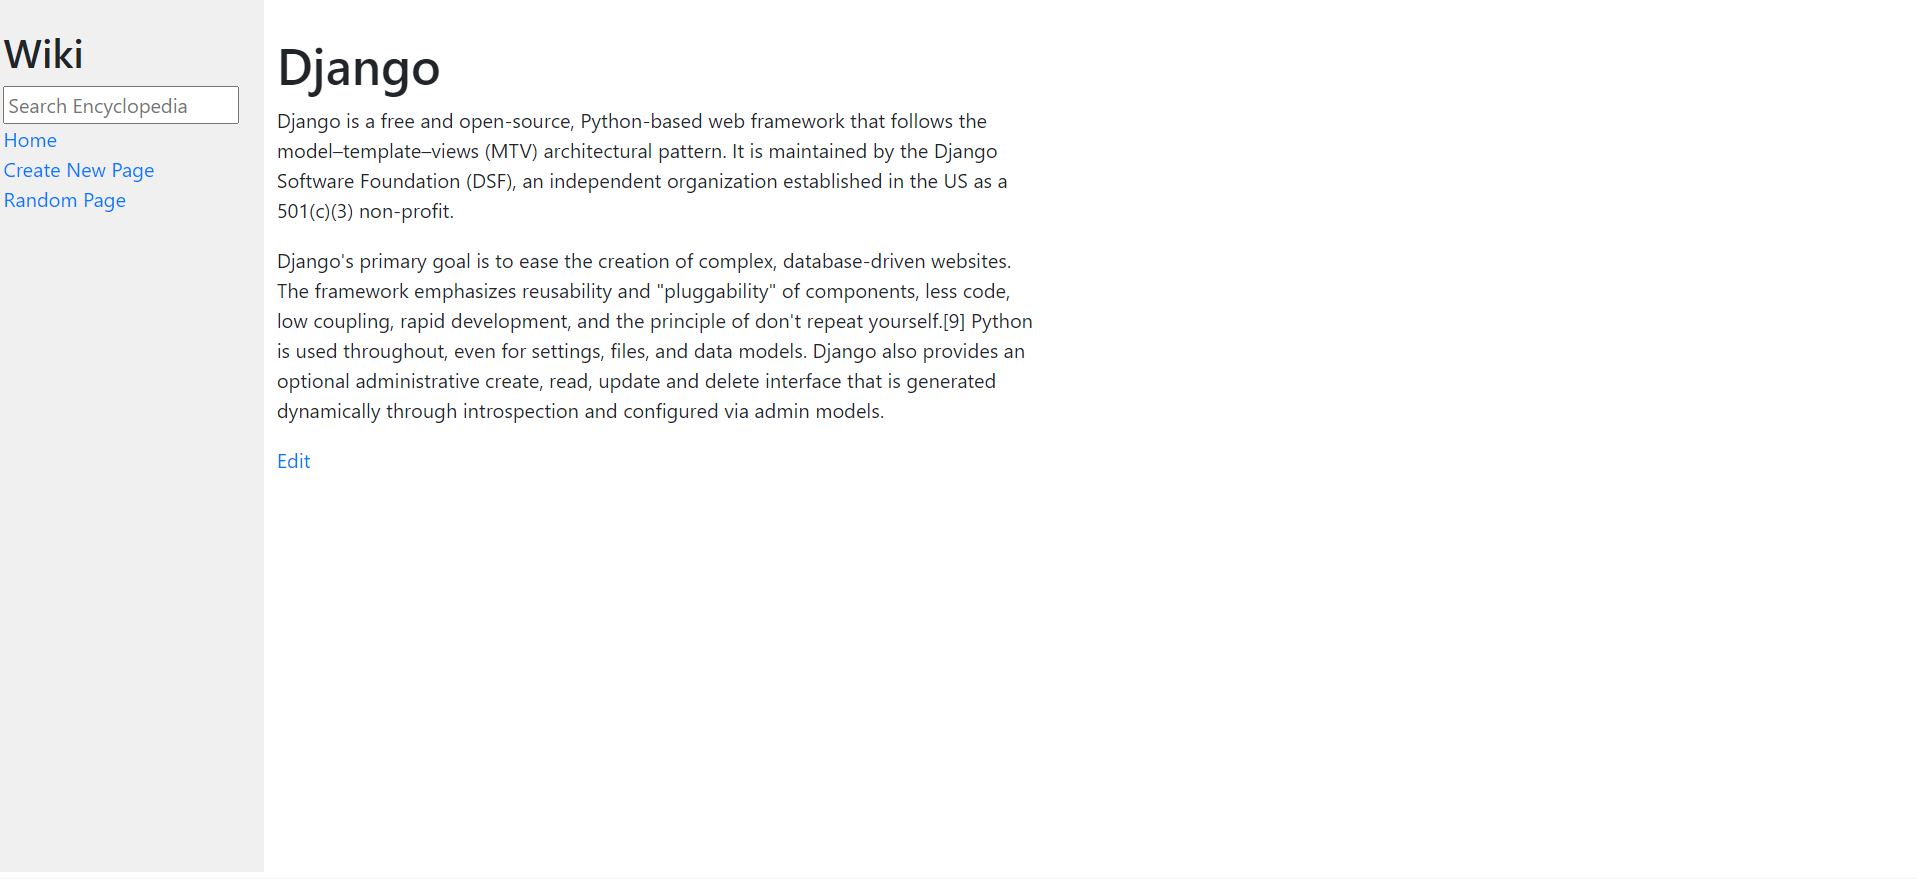 Wiki
Search Encyclopedia
Home
Create New Page
Random Page
Django
Django is a free and open-source, Python-based web framework that follows the
model–template–views (MTV) architectural pattern. It is maintained by the Django
Software Foundation (DSF), an independent organization established in the US as a
501(c)(3) non-profit.
Django's primary goal is to ease the creation of complex, database-driven websites.
The framework emphasizes reusability and "pluggability" of components, less code,
low coupling, rapid development, and the principle of don't repeat yourself.[9] Python
is used throughout, even for settings, files, and data models. Django also provides an
optional administrative create, read, update and delete interface that is generated
dynamically through introspection and configured via admin models.
Edit